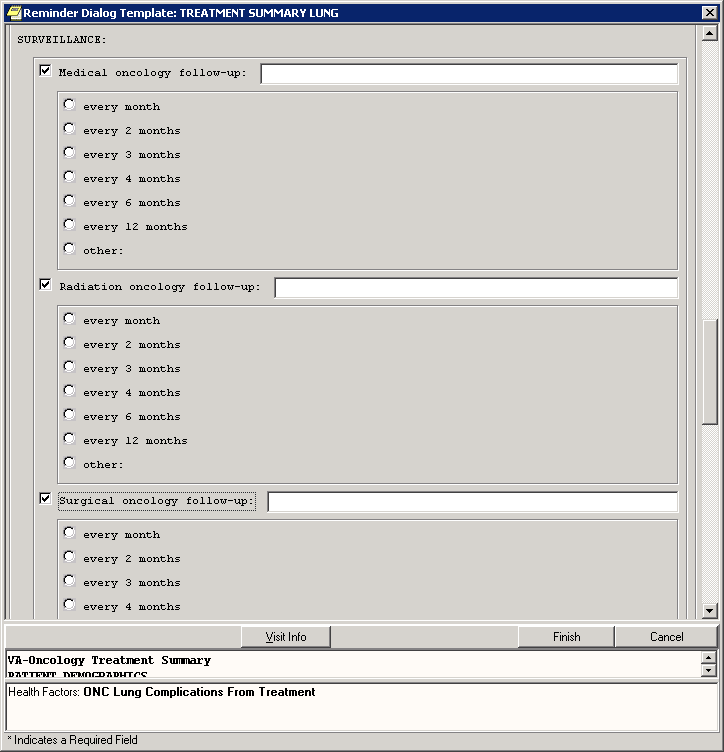 Reminder Dialog Template: TREATMENT SUMMARY LUNG
SURVEILLANCE:
Medical oncology follow-up:
every month
every 2 months
every 3 months
every 4 months
every 6 months
every 12 months
other:
Radiation oncology follow-up:
every month
every 2 months
every 3 months
every 4 months
every 6 months
every 12 months
other:
Surgical oncology follow-up:
every month
every 2 months
every 3 months
every 4 months
Visit Info Finish Cancel
VA-Oncology Treatment Summary
PATIENT DEMOGRAPHICS
Health Factors: ONC Lung Complications From Treatment
* Indicates a Required Field